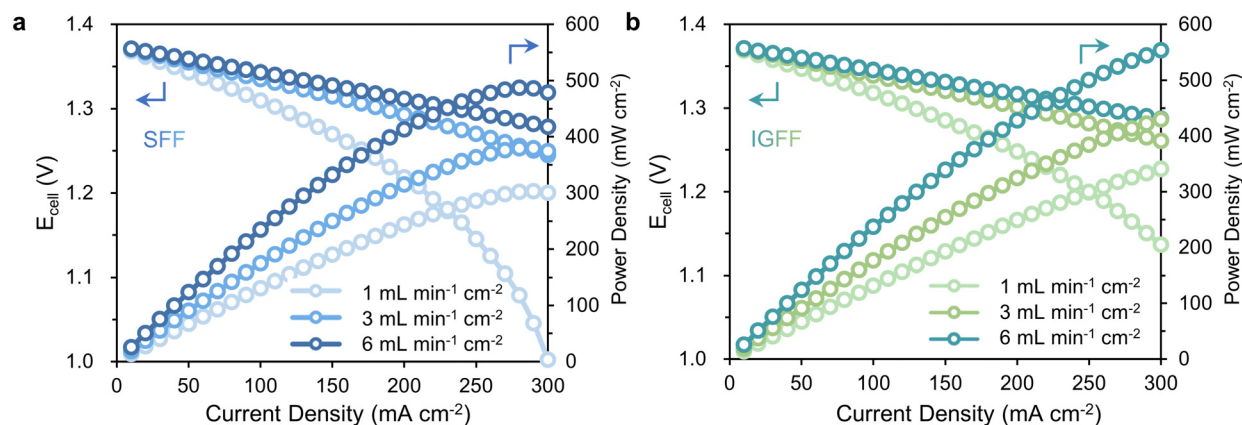 a
1.4
1.3
1.2
1.1
1.0
E_cell (V)
600
500
400
300
200
100
0
Power Density (mW cm⁻²)
SFF
1 mL min⁻¹ cm⁻²
3 mL min⁻¹ cm⁻²
6 mL min⁻¹ cm⁻²
0 50 100 150 200 250 300
Current Density (mA cm⁻²)
b
1.4
1.3
1.2
1.1
1.0
E_cell (V)
600
500
400
300
200
100
0
Power Density (mW cm⁻²)
IGFF
1 mL min⁻¹ cm⁻²
3 mL min⁻¹ cm⁻²
6 mL min⁻¹ cm⁻²
0 50 100 150 200 250 300
Current Density (mA cm⁻²)